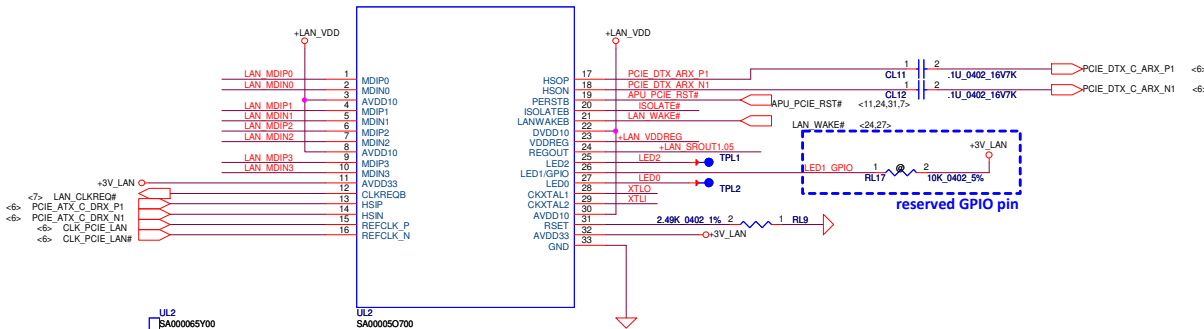 +LAN_VDD
+LAN_VDD
LAN_MDIP0 1 MDIP0
LAN_MDIN0 2 MDIN0
3 AVDD10
LAN_MDIP1 4 MDIP1
LAN_MDIN1 5 MDIN1
LAN_MDIP2 6 MDIP2
LAN_MDIN2 7 MDIN2
8 AVDD10
LAN_MDIP3 9 MDIP3
LAN_MDIN3 10 MDIN3
+3V_LAN 11 AVDD33
<7> LAN_CLKREQ# 12 CLKREQB
<6> PCIE_ATX_C_DRX_P1 13 HSIP
<6> PCIE_ATX_C_DRX_N1 14 HSIN
<6> CLK_PCIE_LAN 15 REFCLK_P
<6> CLK_PCIE_LAN# 16 REFCLK_N
HSOP 17 PCIE_DTX_ARX_P1 1 2 PCIE_DTX_C_ARX_P1 <6>
CL11 .1U_0402_16V7K
HSON 18 PCIE_DTX_ARX_N1 1 2 PCIE_DTX_C_ARX_N1 <6>
CL12 .1U_0402_16V7K
PERSTB 19 APU_PCIE_RST# APU_PCIE_RST# <11,24,31,7>
ISOLATEB 20 ISOLATE#
LANWAKEB 21 LAN_WAKE# LAN_WAKE# <24,27>
DVDD10 22
VDDREG 23 +LAN_VDDREG
REGOUT 24 +LAN_SROUT1.05
LED2 25 LED2 TPL1
LED1/GPIO 26 LED1_GPIO 1 @ 2 +3V_LAN
RL17 10K_0402_5%
LED0 27 LED0 TPL2
CKXTAL1 28 XTLO
CKXTAL2 29 XTLI
AVDD10 30
RSET 31 2.49K_0402_1% 2 1 RL9
AVDD33 32 +3V_LAN
GND 33
reserved GPIO pin
UL2
SA000065Y00
UL2
SA00005O700